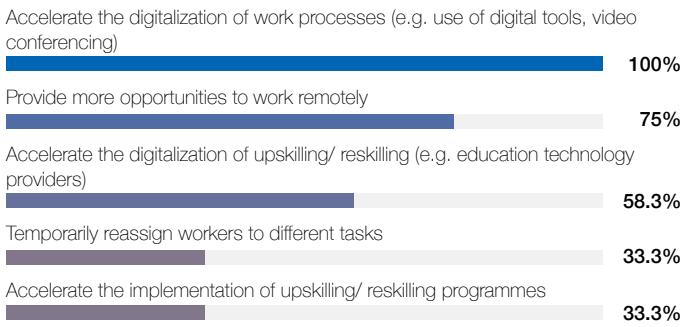 Accelerate the digitalization of work processes (e.g. use of digital tools, video
conferencing)
100%
Provide more opportunities to work remotely
75%
Accelerate the digitalization of upskilling/ reskilling (e.g. education technology
providers)
58.3%
Temporarily reassign workers to different tasks
33.3%
Accelerate the implementation of upskilling/ reskilling programmes
33.3%